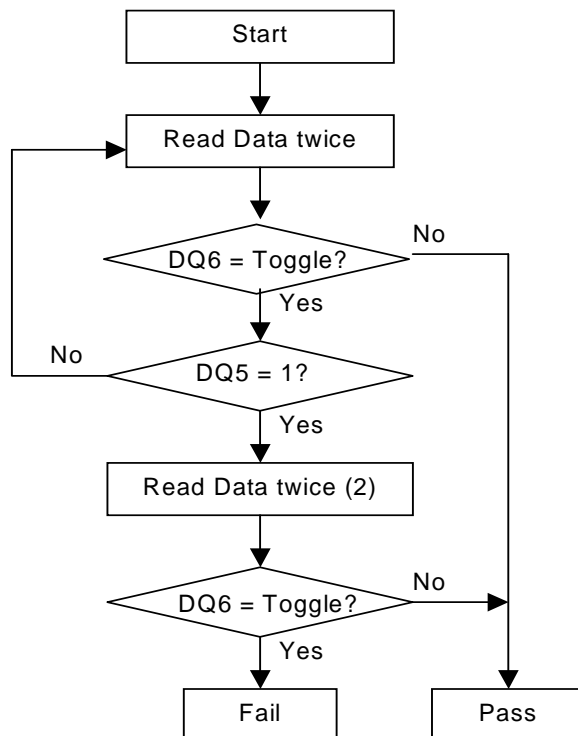 Start
Read Data twice
No
DQ6 = Toggle?
Yes
No
DQ5 = 1?
Yes
Read Data twice (2)
No
DQ6 = Toggle?
Yes
Fail
Pass